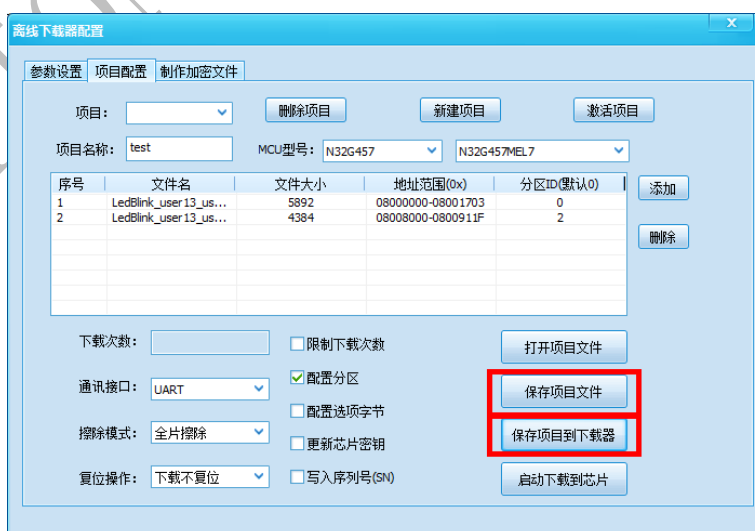 离线下载器配置
x
参数设置 项目配置 制作加密文件
项目: 删除项目 新建项目 激活项目
项目名称: test MCU型号: N32G457 N32G457MEL7
序号 文件名 文件大小 地址范围(0x) 分区ID(默认0) 添加
1 LedBlink_user13_us... 5892 08000000-08001703 0
2 LedBlink_user13_us... 4384 08008000-0800911F 2
删除
下载次数: 限制下载次数 打开项目文件
通讯接口: UART 配置分区 保存项目文件
配置选项字节
擦除模式: 全片擦除 保存项目到下载器
更新芯片密钥
复位操作: 下载不复位 写入序列号(SN) 启动下载到芯片